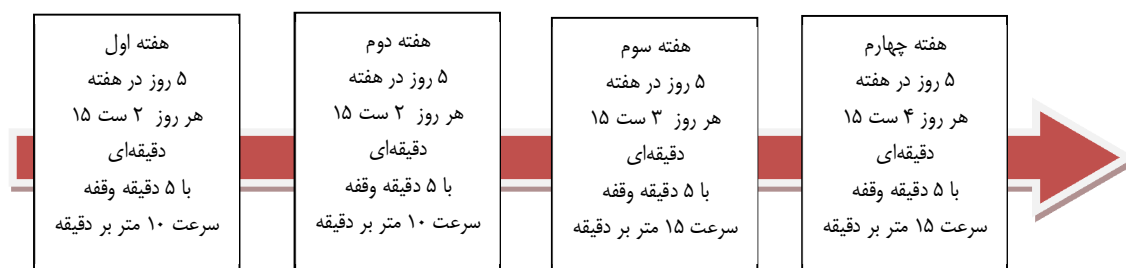 هفته اول
۵ روز در هفته
هر روز ۲ ست ۱۵
دقیقه‌ای
با ۵ دقیقه وقفه
سرعت ۱۰ متر بر دقیقه
هفته دوم
۵ روز در هفته
هر روز ۲ ست ۱۵
دقیقه‌ای
با ۵ دقیقه وقفه
سرعت ۱۰ متر بر دقیقه
هفته سوم
۵ روز در هفته
هر روز ۳ ست ۱۵
دقیقه‌ای
با ۵ دقیقه وقفه
سرعت ۱۵ متر بر دقیقه
هفته چهارم
۵ روز در هفته
هر روز ۴ ست ۱۵
دقیقه‌ای
با ۵ دقیقه وقفه
سرعت ۱۵ متر بر دقیقه